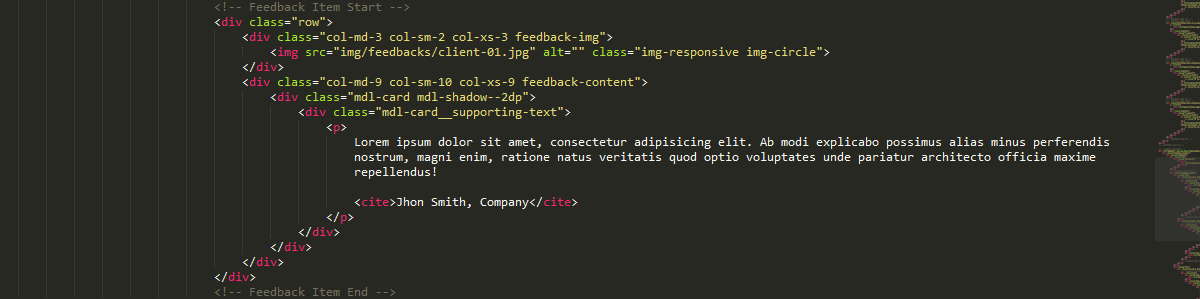 <!-- Feedback Item Start -->
<div class="row">
<div class="col-md-3 col-sm-2 col-xs-3 feedback-img">
<img src="img/feedbacks/client-01.jpg" alt="" class="img-responsive img-circle">
</div>
<div class="col-md-9 col-sm-10 col-xs-9 feedback-content">
<div class="mdl-card mdl-shadow--2dp">
<div class="mdl-card__supporting-text">
<p>
Lorem ipsum dolor sit amet, consectetur adipisicing elit. Ab modi explicabo possimus alias minus perferendis
nostrum, magni enim, ratione natus veritatis quod optio voluptates unde pariatur architecto officia maxime
repellendus!
<cite>Jhon Smith, Company</cite>
</p>
</div>
</div>
</div>
</div>
<!-- Feedback Item End -->